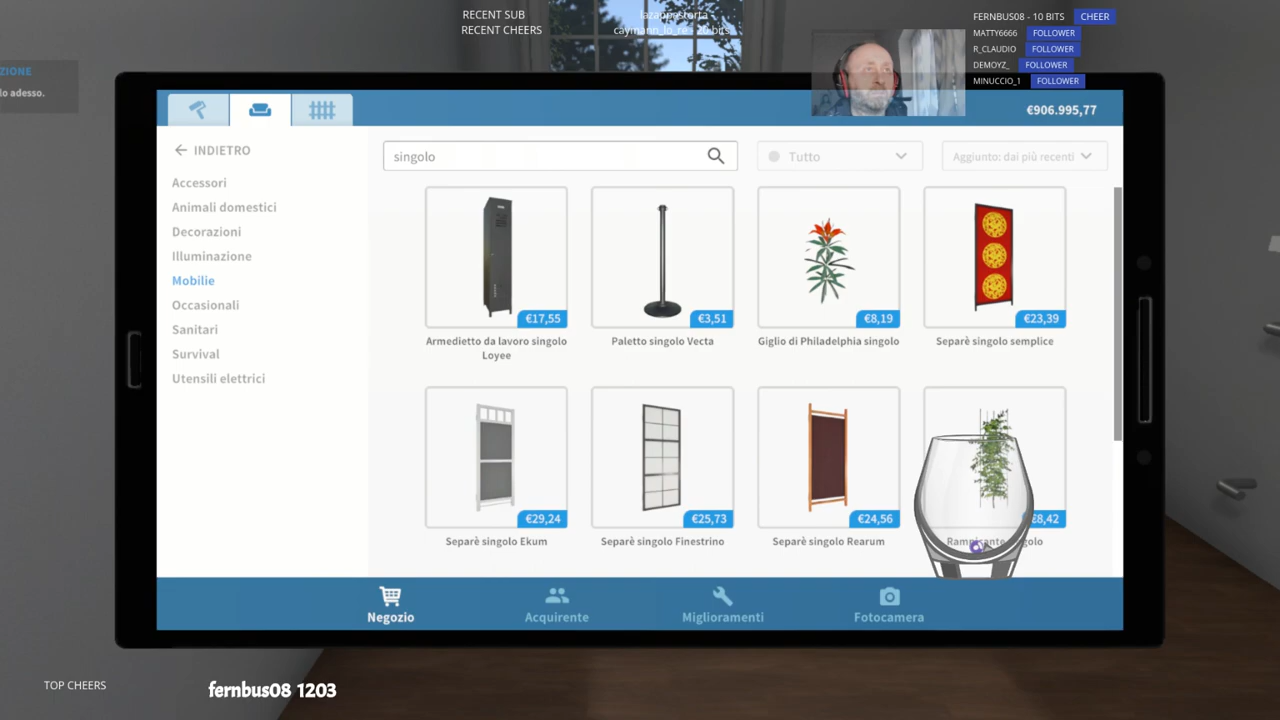 RECENT SUB
lazappastorta
RECENT CHEERS
FERNBUS08 - 10 BITS CHEER
MATTY6666 FOLLOWER
R_CLAUDIO FOLLOWER
DEMOYZ_ FOLLOWER
MINUCCIO_1 FOLLOWER
ZIONE
lo adesso.
€906.995,77
INDIETRO
Accessori
Animali domestici
Decorazioni
Illuminazione
Mobilie
Occasionali
Sanitari
Survival
Utensili elettrici
singolo
Tutto
Aggiunto: dai più recenti
€17,55
€3,51
€8,19
€23,39
Armedietto da lavoro singolo
Loyee
Paletto singolo Vecta
Giglio di Philadelphia singolo
Separè singolo semplice
€29,24
€25,73
€24,56
€8,42
Separè singolo Ekum
Separè singolo Finestrino
Separè singolo Rearum
Negozio
Acquirente
Miglioramenti
Fotocamera
TOP CHEERS
fernbus08 1203